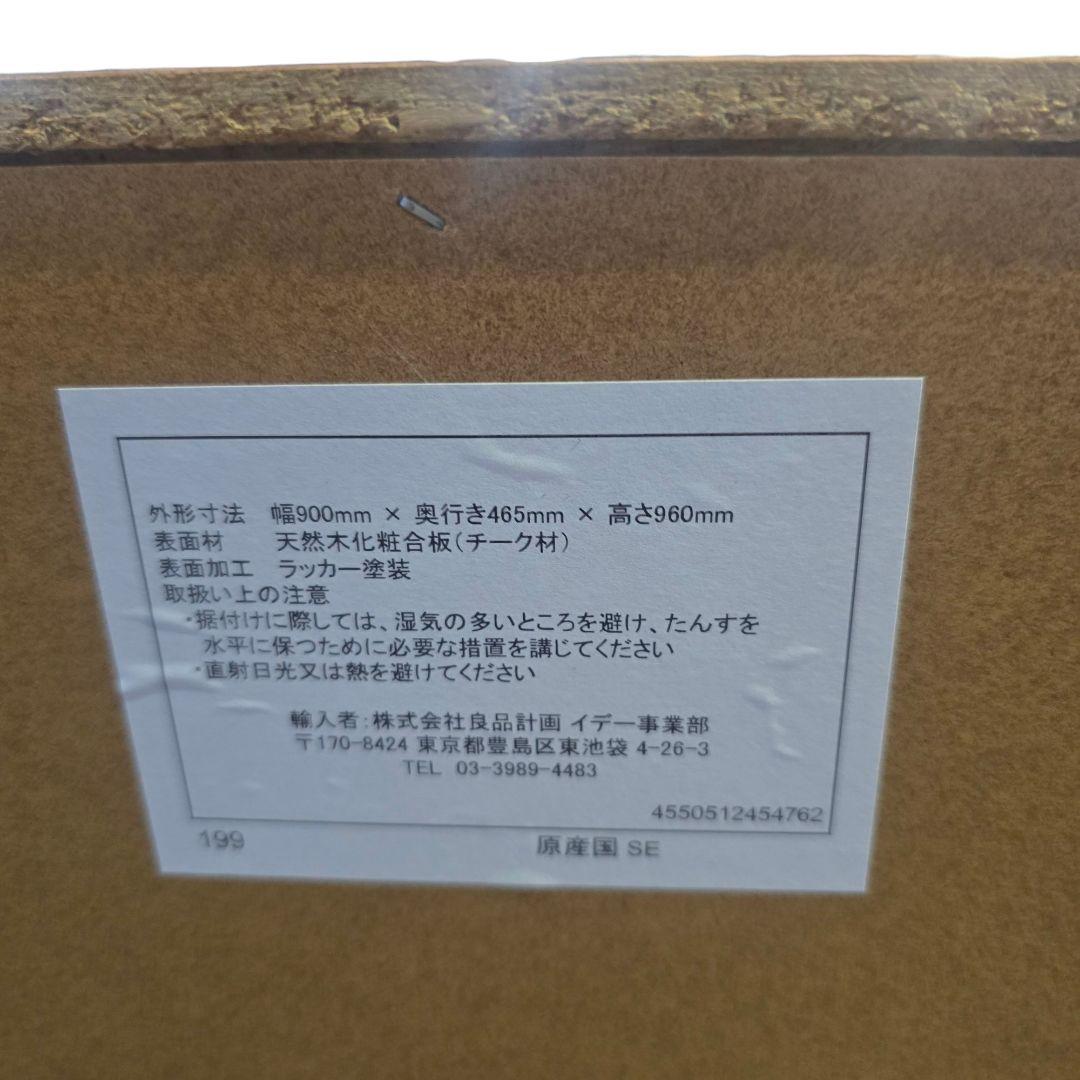 外形寸法　幅900mm × 奥行き465mm × 高さ960mm
表面材　天然木化粧合板（チーク材）
表面加工　ラッカー塗装
取扱い上の注意
・据付けに際しては、湿気の多いところを避け、たんすを
水平に保つために必要な措置を講じてください
・直射日光又は熱を避けてください
輸入者：株式会社良品計画 イデー事業部
〒170-8424 東京都豊島区東池袋 4-26-3
TEL 03-3989-4483
4550512454762
199　原産国 SE